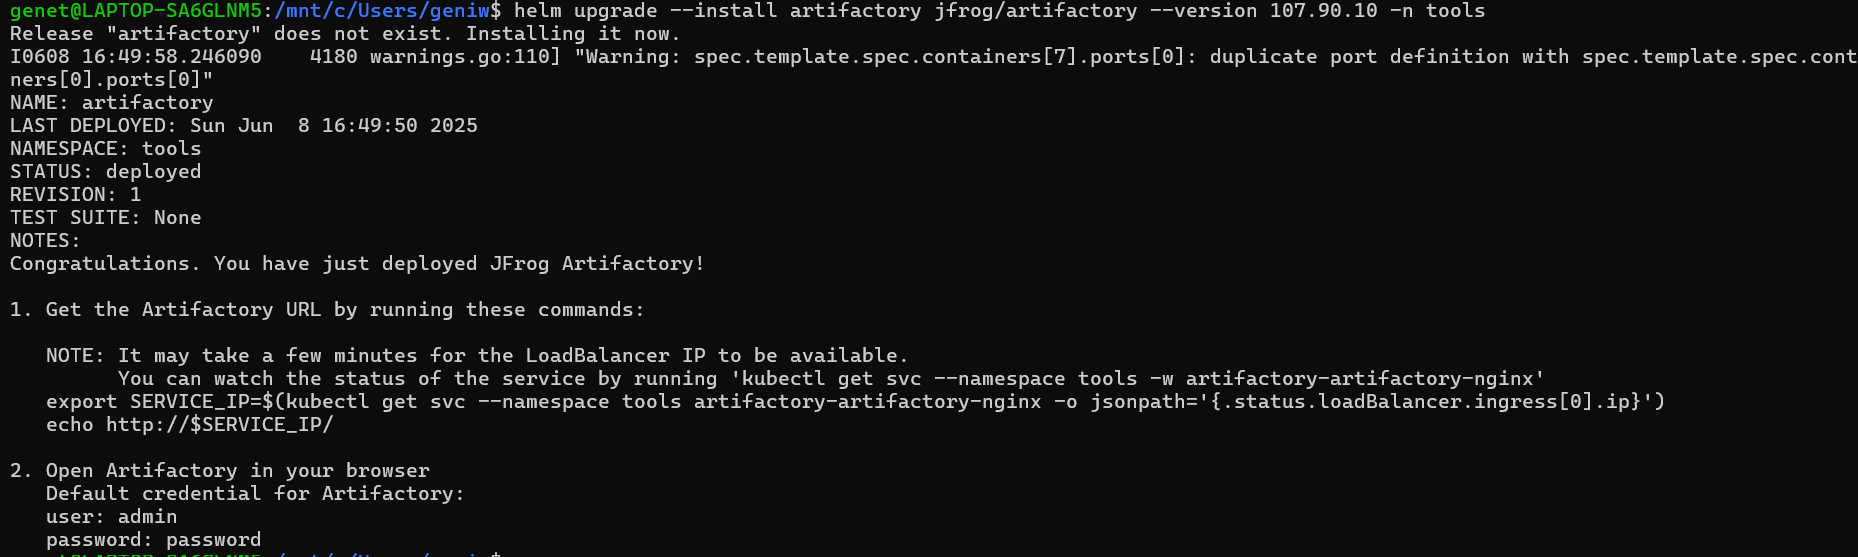 genet@LAPTOP-SA6GLNM5:/mnt/c/Users/geniw$ helm upgrade --install artifactory jfrog/artifactory --version 107.90.10 -n tools
Release "artifactory" does not exist. Installing it now.
I0608 16:49:58.246090    4180 warnings.go:110] "Warning: spec.template.spec.containers[7].ports[0]: duplicate port definition with spec.template.spec.cont
ners[0].ports[0]"
NAME: artifactory
LAST DEPLOYED: Sun Jun  8 16:49:50 2025
NAMESPACE: tools
STATUS: deployed
REVISION: 1
TEST SUITE: None
NOTES:
Congratulations. You have just deployed JFrog Artifactory!

1. Get the Artifactory URL by running these commands:

   NOTE: It may take a few minutes for the LoadBalancer IP to be available.
         You can watch the status of the service by running 'kubectl get svc --namespace tools -w artifactory-artifactory-nginx'
   export SERVICE_IP=$(kubectl get svc --namespace tools artifactory-artifactory-nginx -o jsonpath='{.status.loadBalancer.ingress[0].ip}')
   echo http://$SERVICE_IP/

2. Open Artifactory in your browser
   Default credential for Artifactory:
   user: admin
   password: password